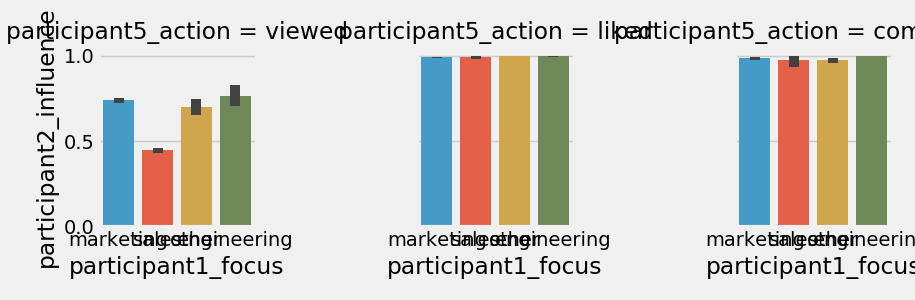 participant5_action = viewed
participant5_action = liked
participant5_action = com
participant2_influence
1.0
0.5
0.0
marketing sales other engineering
marketing sales other engineering
marketing sales other engineering
participant1_focus
participant1_focus
participant1_focus